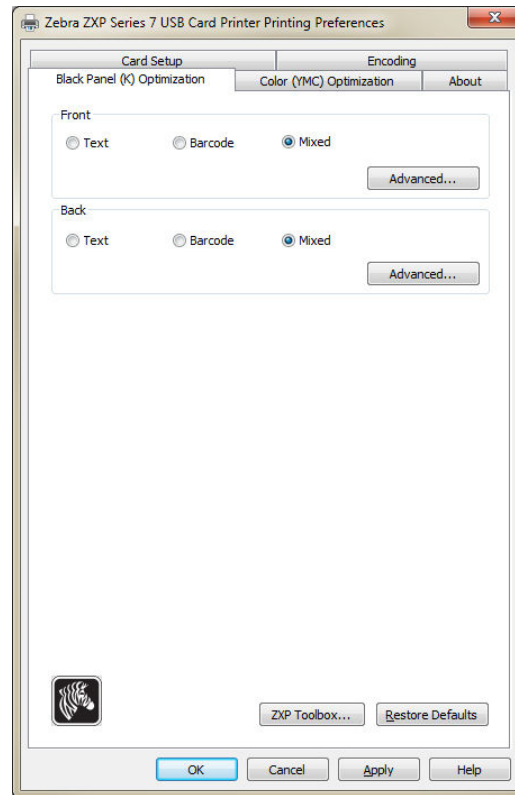 Zebra ZXP Series 7 USB Card Printer Printing Preferences
Card Setup Encoding
Black Panel (K) Optimization Color (YMC) Optimization About
Front
Text Barcode Mixed
Advanced...
Back
Text Barcode Mixed
Advanced...
ZXP Toolbox... Restore Defaults
OK Cancel Apply Help